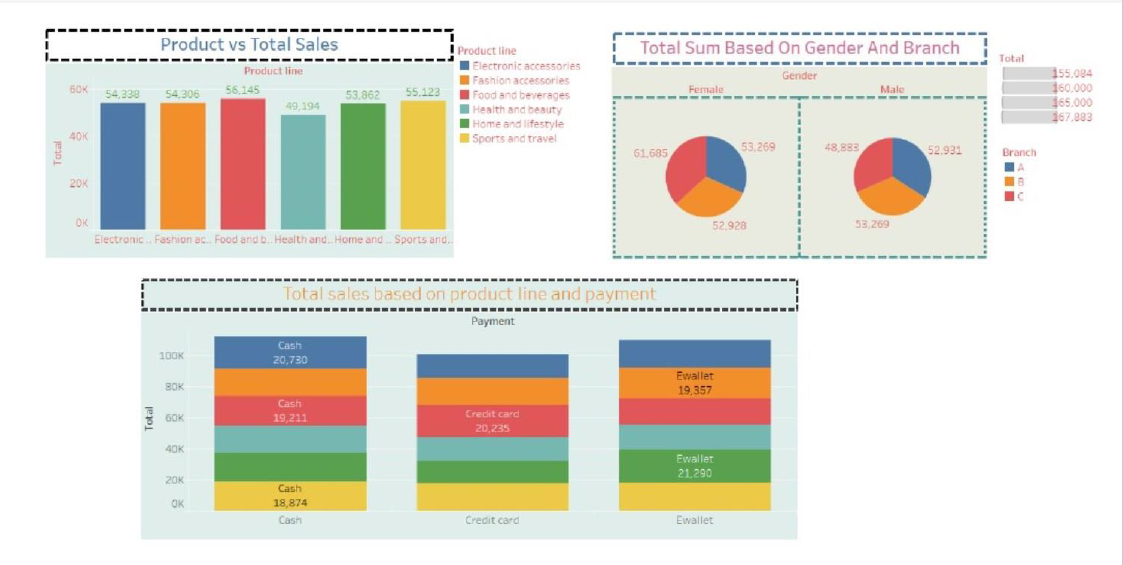 Product vs Total Sales
Product line
60K
40K
20K
0K
Total
54,338
54,306
56,145
49,194
53,862
55,123
Electronic ..
Fashion ac..
Food and b..
Health and..
Home and ..
Sports and..
Product line
Electronic accessories
Fashion accessories
Food and beverages
Health and beauty
Home and lifestyle
Sports and travel
Total Sum Based On Gender And Branch
Gender
Female
Male
61,685
53,269
52,928
48,883
52,931
53,269
Total
155,084
160,000
165,000
167,883
Branch
A
B
C
Total sales based on product line and payment
Payment
100K
80K
60K
40K
20K
0K
Total
Cash
20,730
Cash
19,211
Cash
18,874
Credit card
20,235
Ewallet
19,357
Ewallet
21,290
Cash
Credit card
Ewallet